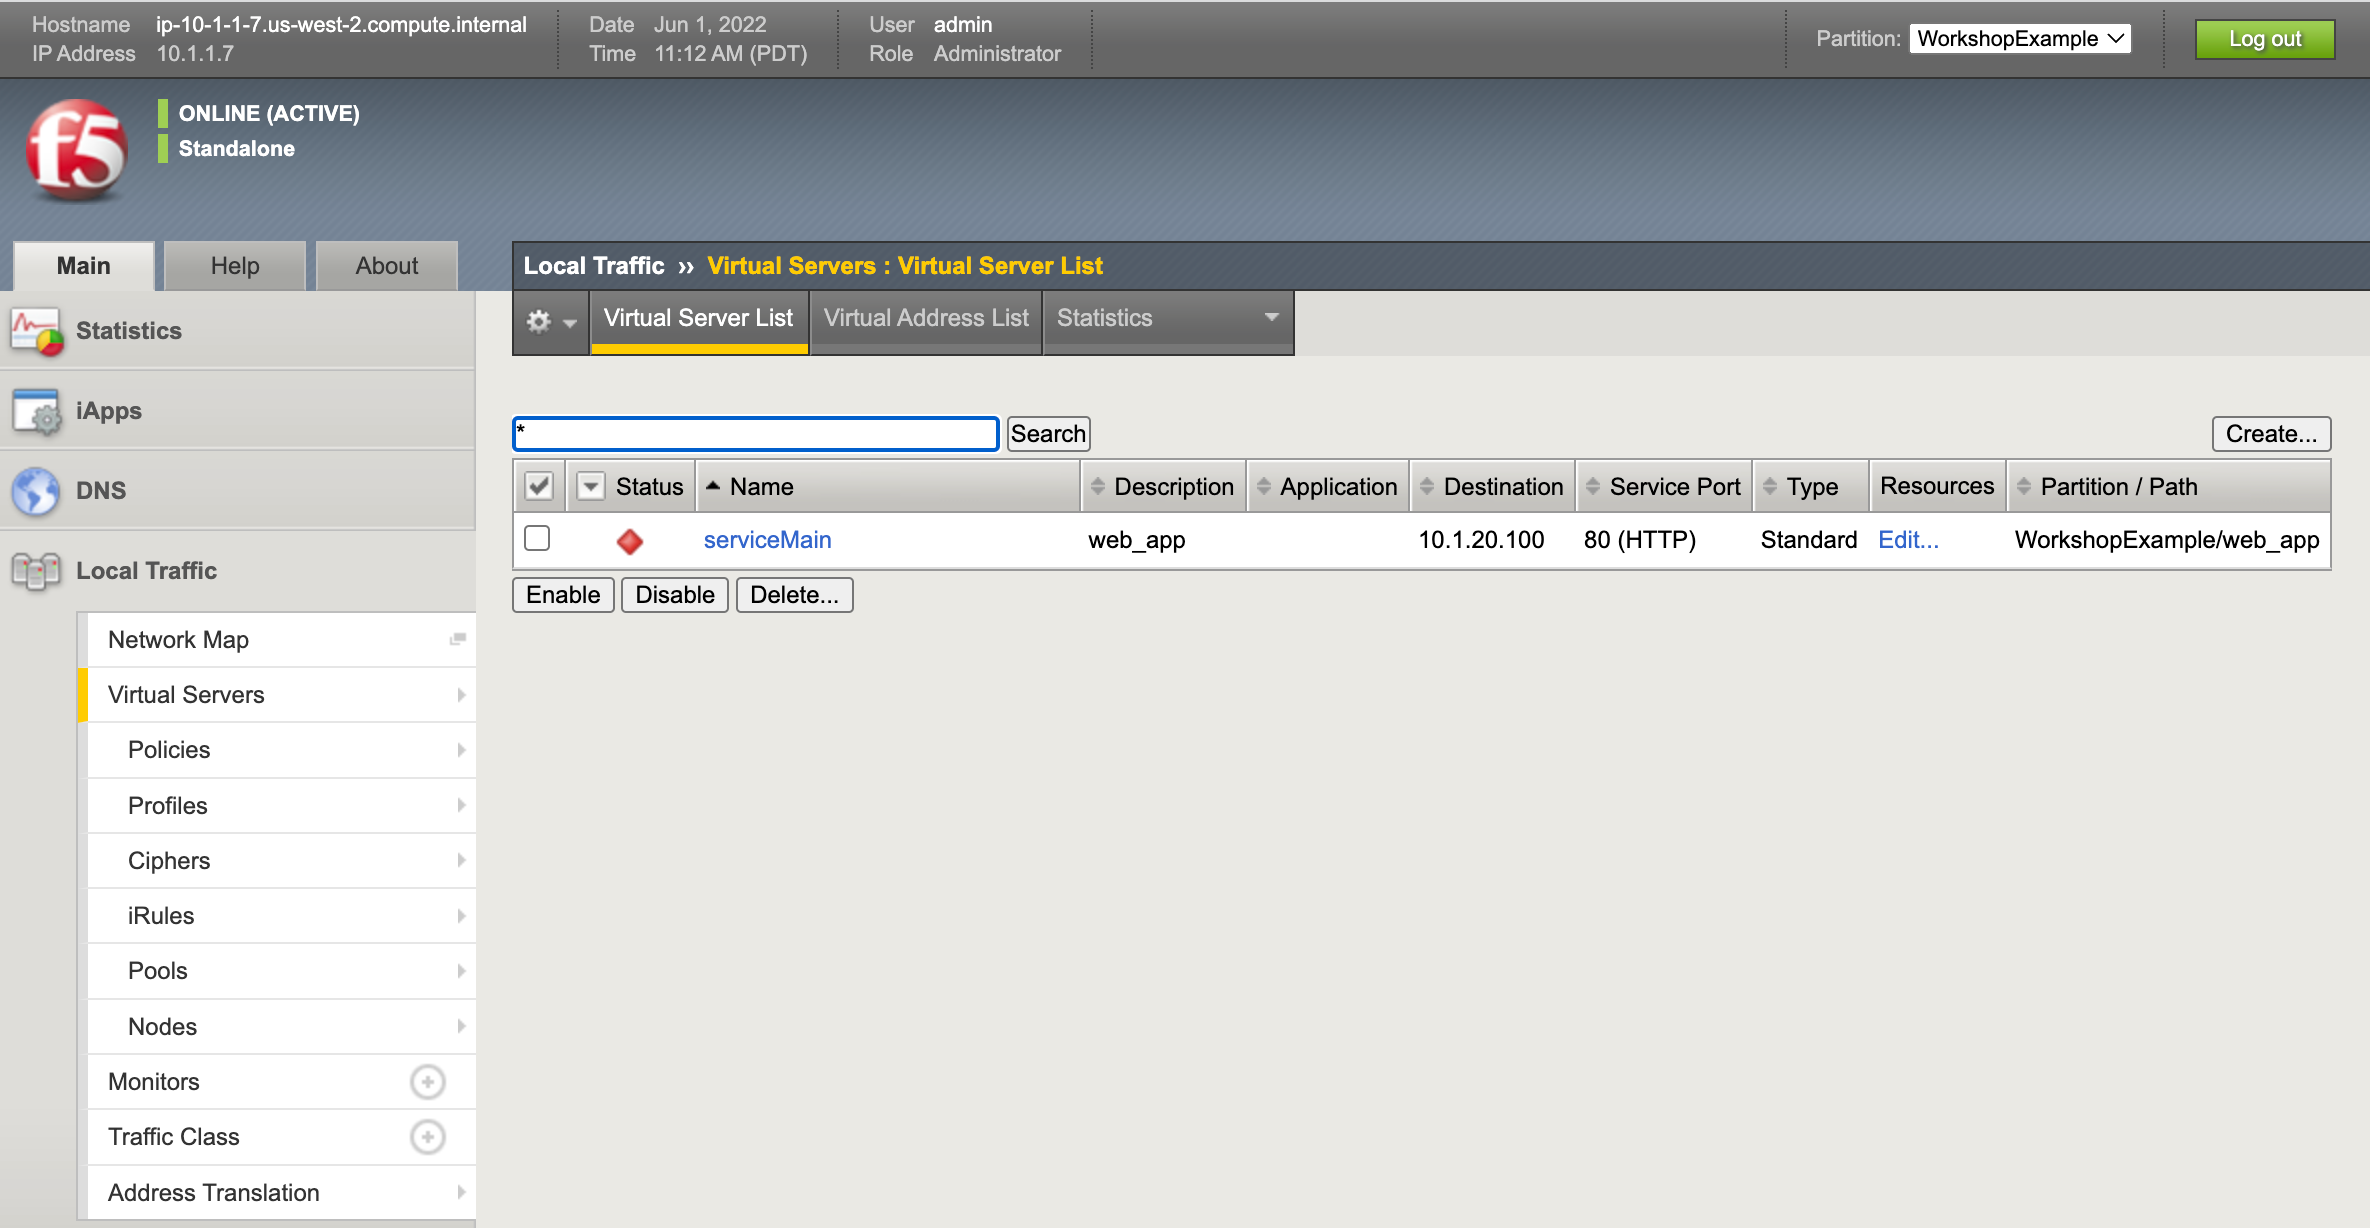 Hostname ip-10-1-1-7.us-west-2.compute.internal Date Jun 1, 2022 User admin
IP Address 10.1.1.7 Time 11:12 AM (PDT) Role Administrator
Partition: WorkshopExample Log out
f5
ONLINE (ACTIVE)
Standalone
Main Help About
Local Traffic ›› Virtual Servers : Virtual Server List
Virtual Server List Virtual Address List Statistics
Statistics
iApps
DNS
Local Traffic
Network Map
Virtual Servers
Policies
Profiles
Ciphers
iRules
Pools
Nodes
Monitors
Traffic Class
Address Translation
* Search Create...
Status Name Description Application Destination Service Port Type Resources Partition / Path
serviceMain web_app 10.1.20.100 80 (HTTP) Standard Edit... WorkshopExample/web_app
Enable Disable Delete...